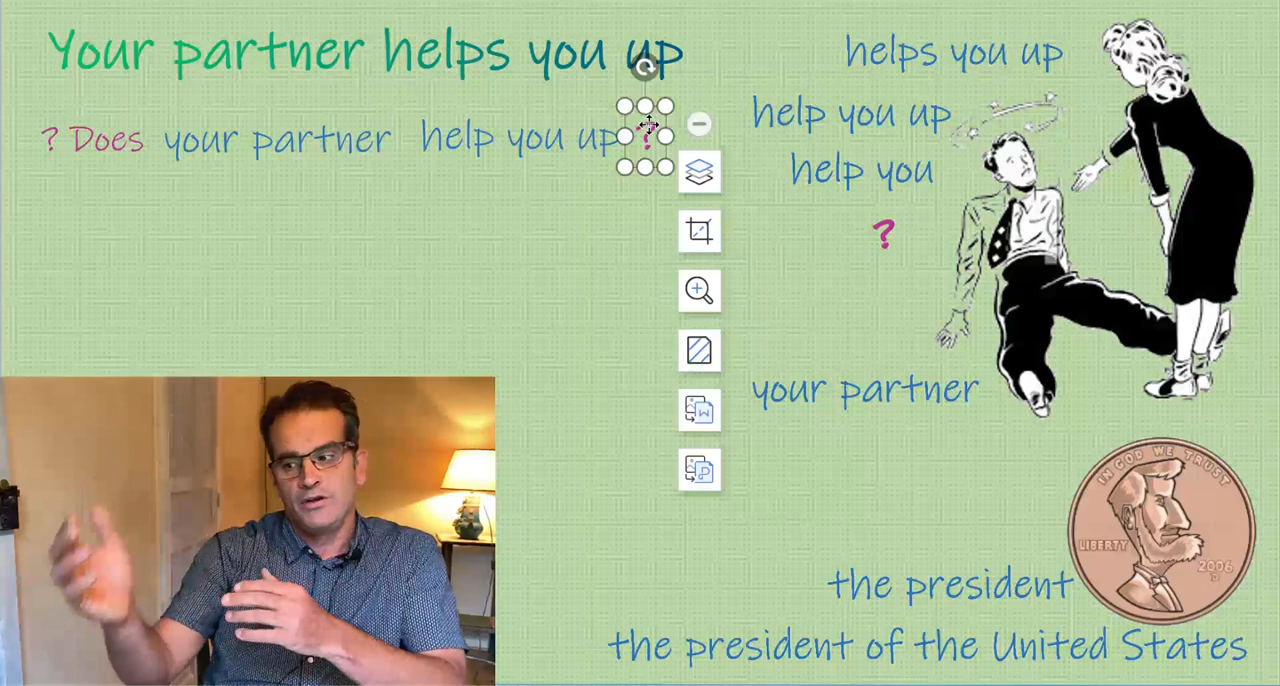 Your partner helps you up
? Does your partner help you up ?
helps you up
help you up
help you
?
your partner
IN GOD WE TRUST
LIBERTY
2006
D
the president
the president of the United States